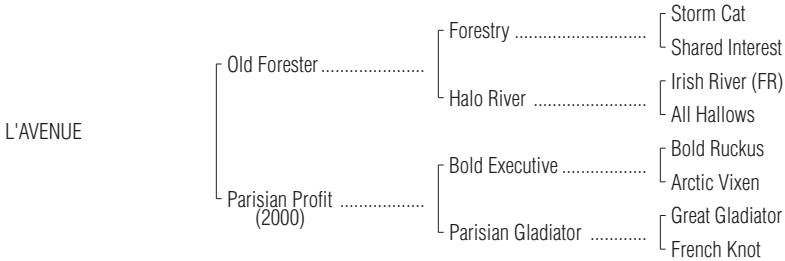 Storm Cat
Forestry ............................
Shared Interest
Old Forester ......................
Irish River (FR)
Halo River ........................
All Hallows
L'AVENUE
Bold Ruckus
Bold Executive ..................
Arctic Vixen
Parisian Profit ..................
(2000)
Great Gladiator
Parisian Gladiator ............
French Knot